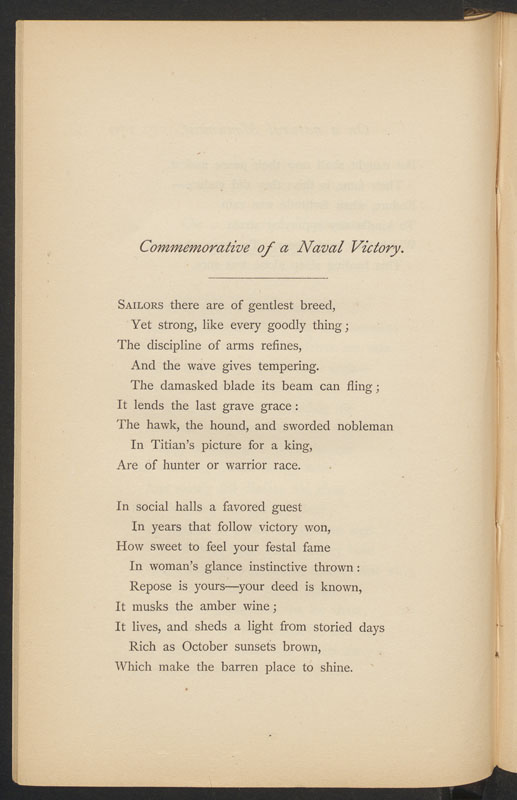 Commemorative of a Naval Victory.
SAILORS there are of gentlest breed,
Yet strong, like every goodly thing;
The discipline of arms refines,
And the wave gives tempering.
The damasked blade its beam can fling;
It lends the last grave grace:
The hawk, the hound, and sworded nobleman
In Titian's picture for a king,
Are of hunter or warrior race.
In social halls a favored guest
In years that follow victory won,
How sweet to feel your festal fame
In woman's glance instinctive thrown:
Repose is yours—your deed is known,
It musks the amber wine;
It lives, and sheds a light from storied days
Rich as October sunsets brown,
Which make the barren place to shine.